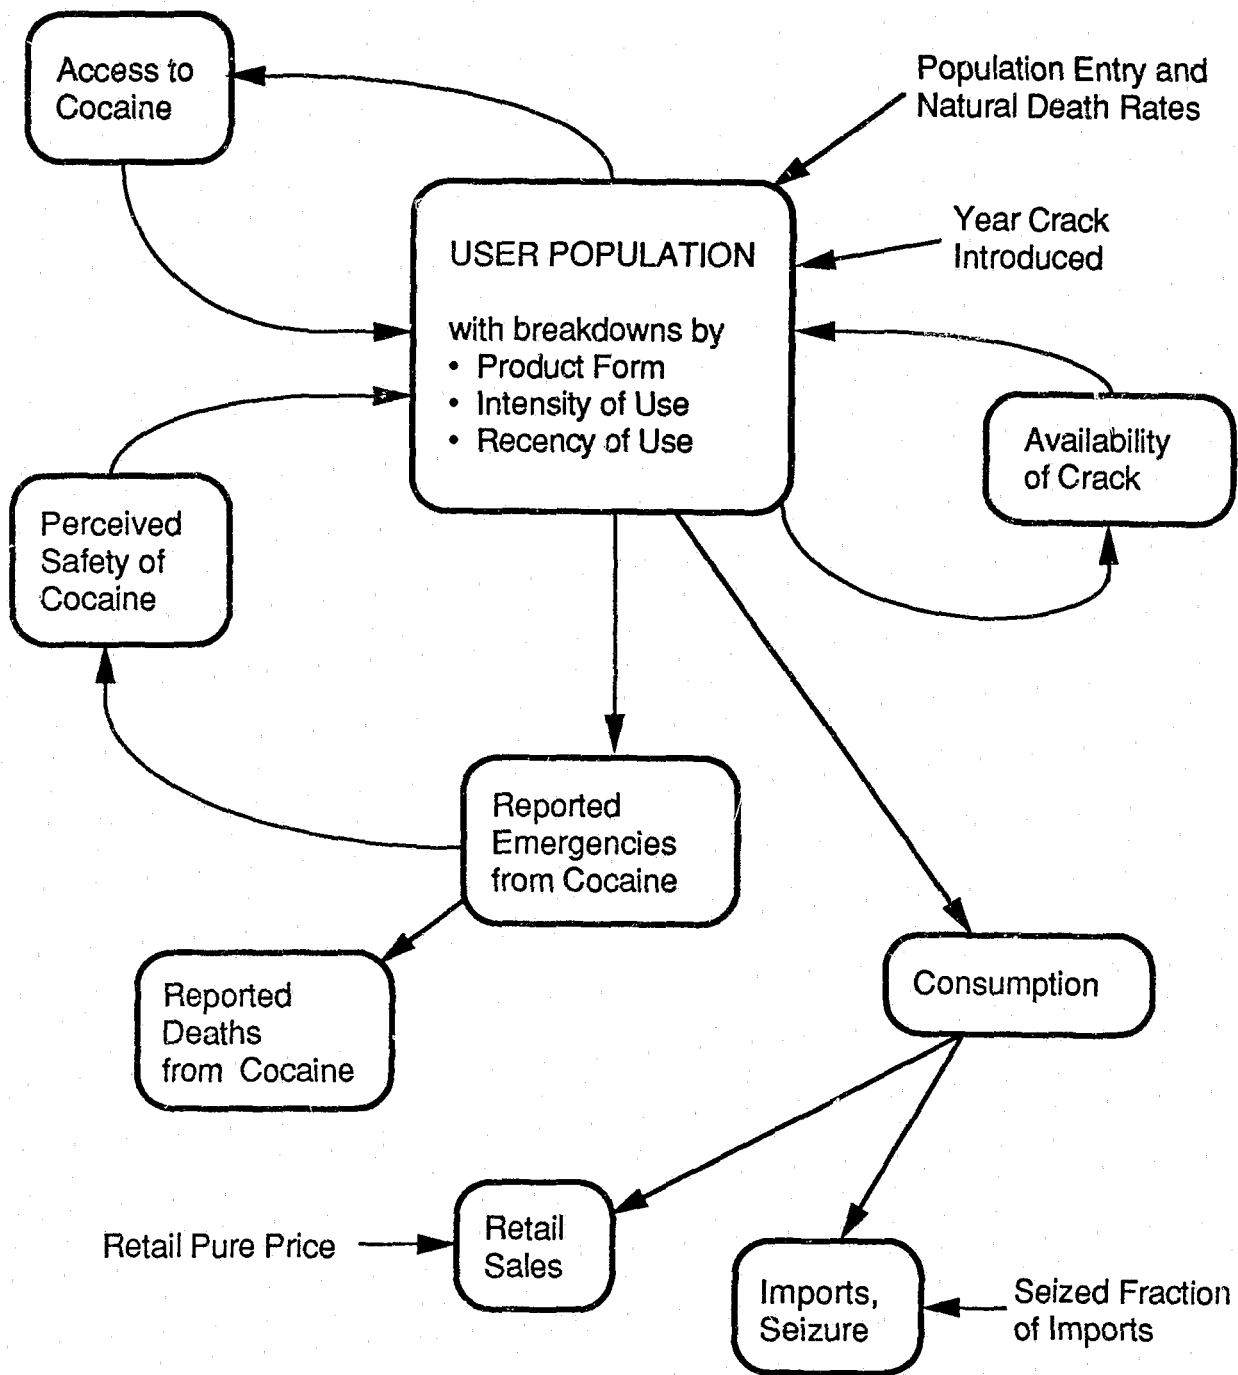 Access to
Cocaine
Population Entry and
Natural Death Rates
Year Crack
Introduced
USER POPULATION
with breakdowns by
• Product Form
• Intensity of Use
• Recency of Use
Availability
of Crack
Perceived
Safety of
Cocaine
Reported
Emergencies
from Cocaine
Reported
Deaths
from Cocaine
Consumption
Retail Pure Price
Retail
Sales
Imports,
Seizure
Seized Fraction
of Imports